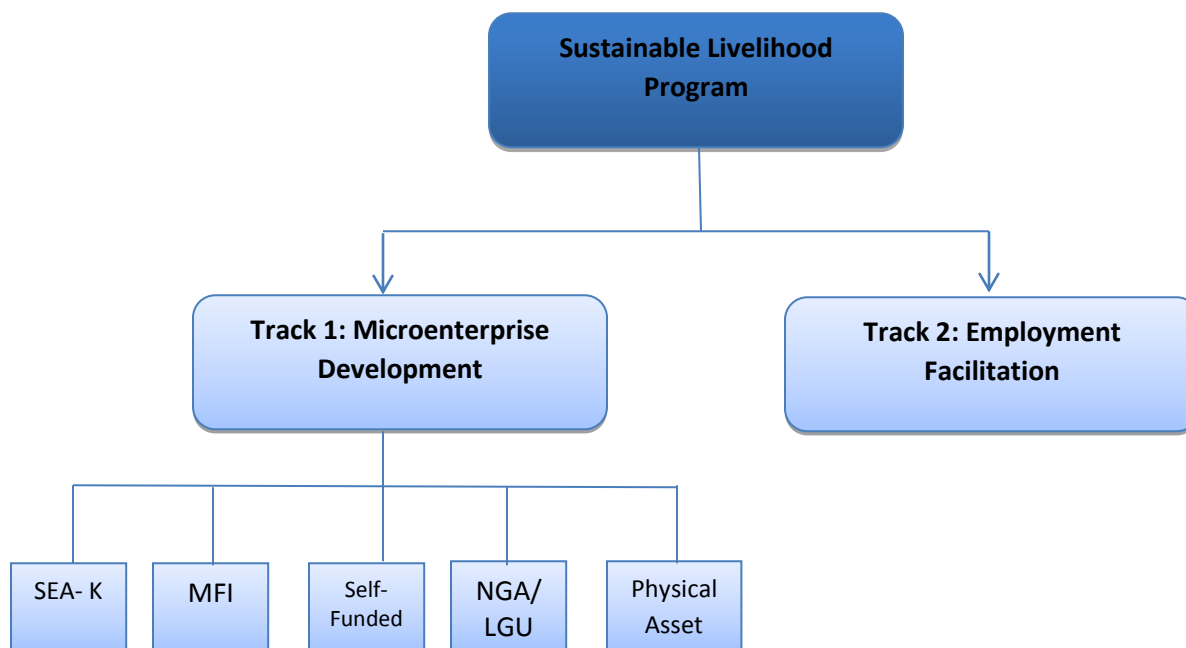 Sustainable Livelihood
Program
Track 1: Microenterprise
Development
Track 2: Employment
Facilitation
SEA- K
MFI
Self-
Funded
NGA/
LGU
Physical
Asset